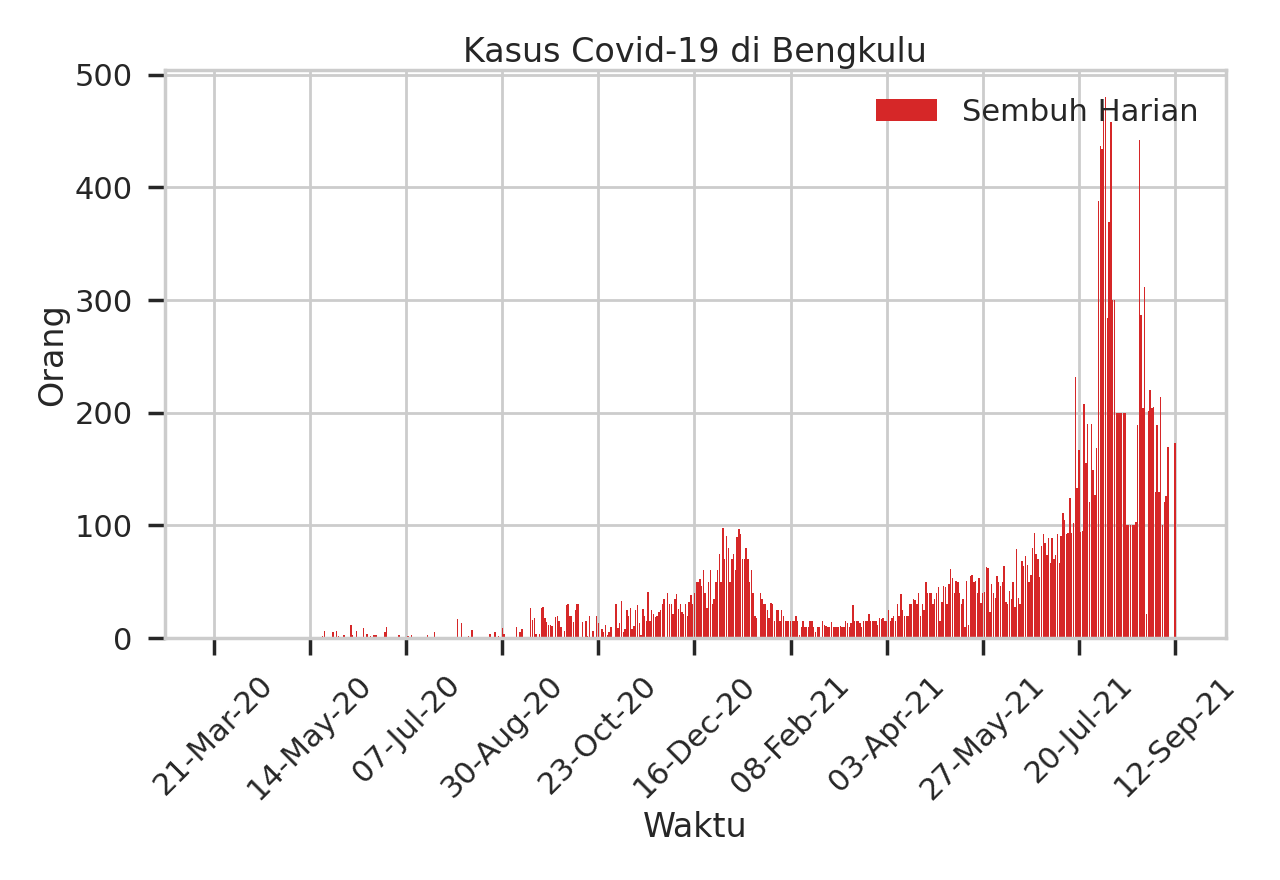 Kasus Covid-19 di Bengkulu
Sembuh Harian
Orang
500
400
300
200
100
0
21-Mar-20
14-May-20
07-Jul-20
30-Aug-20
23-Oct-20
16-Dec-20
08-Feb-21
03-Apr-21
27-May-21
20-Jul-21
12-Sep-21
Waktu